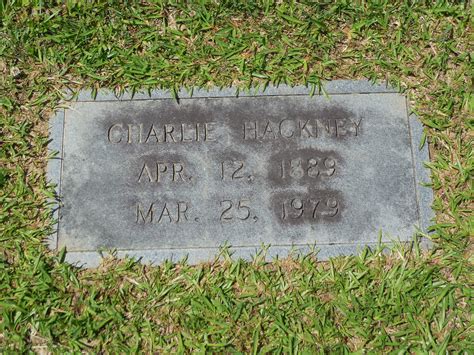 CHARLIE HACKNEY
APR. 12, 1889
MAR. 25, 1979